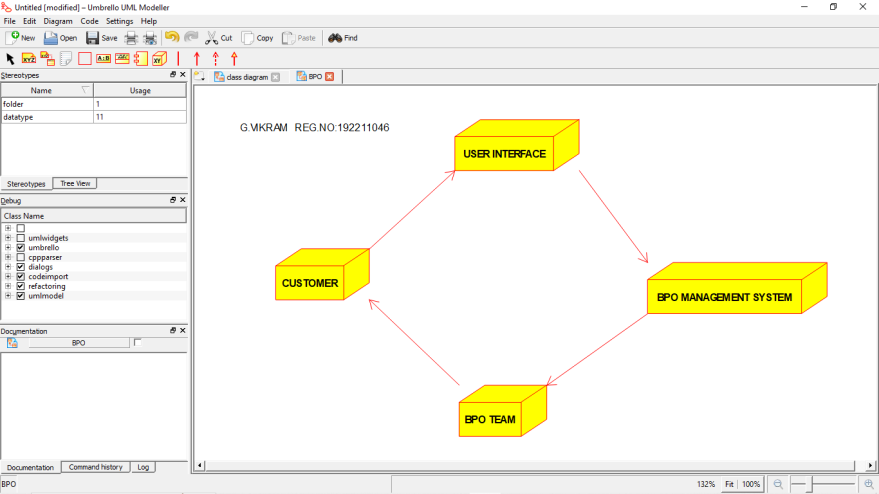 Untitled [modified] – Umbrello UML Modeller
File Edit Diagram Code Settings Help
New Open Save Cut Copy Paste Find
XYZ A:B XY
Stereotypes
class diagram BPO
Name Usage
folder 1
datatype 11
Stereotypes Tree View
Debug
Class Name
umlwidgets
umbrello
cppparser
dialogs
codeimport
refactoring
umlmodel
Documentation
BPO
Documentation Command history Log
G.VIKRAM REG.NO:192211046
USER INTERFACE
CUSTOMER
BPO MANAGEMENT SYSTEM
BPO TEAM
BPO
132% Fit 100%